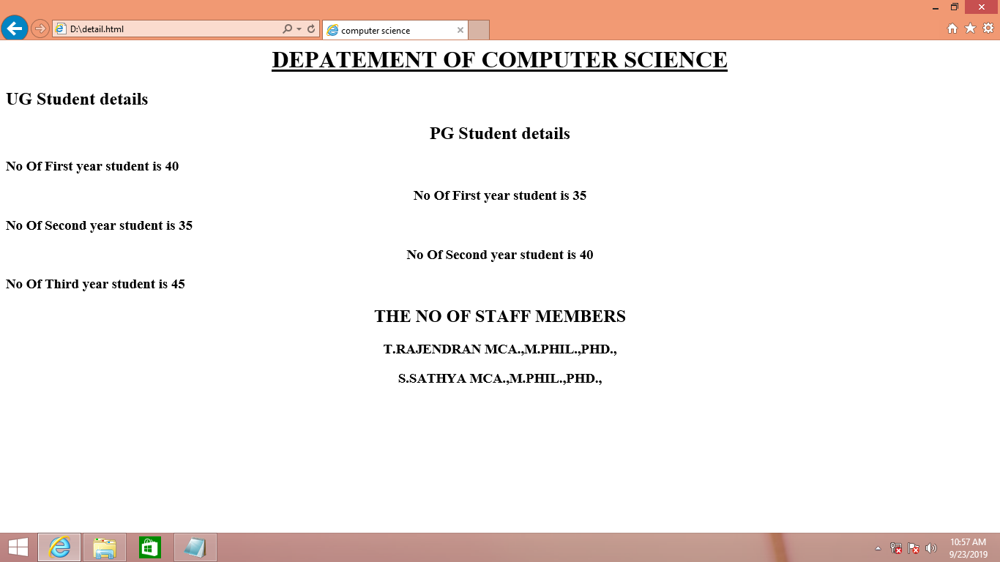 D:\detail.html
computer science
DEPATEMENT OF COMPUTER SCIENCE
UG Student details
PG Student details
No Of First year student is 40
No Of First year student is 35
No Of Second year student is 35
No Of Second year student is 40
No Of Third year student is 45
THE NO OF STAFF MEMBERS
T.RAJENDRAN MCA.,M.PHIL.,PHD.,
S.SATHYA MCA.,M.PHIL.,PHD.,
10:57 AM
9/23/2019